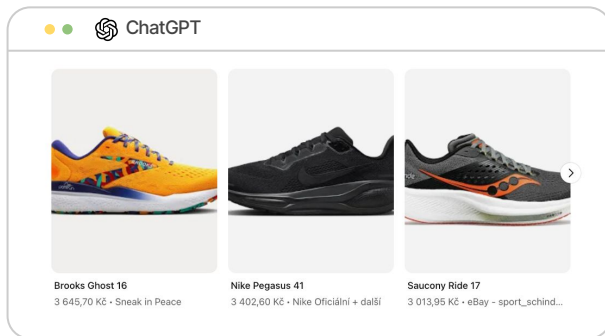 ChatGPT
Brooks Ghost 16
3 645,70 Kč • Sneak in Peace
Nike Pegasus 41
3 402,60 Kč • Nike Oficiální + další
Saucony Ride 17
3 013,95 Kč • eBay - sport_schind...